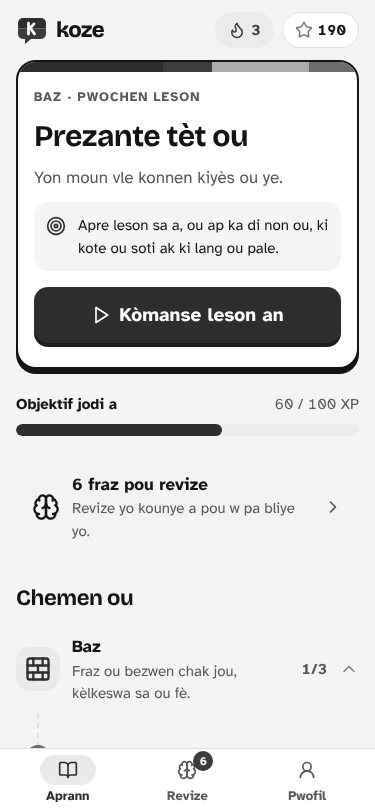 K koze
3
190
BAZ · PWOCHEN LESON
Prezante tèt ou
Yon moun vle konnen kiyès ou ye.
Apre leson sa a, ou ap ka di non ou, ki
kote ou soti ak ki lang ou pale.
Kòmanse leson an
Objektif jodi a
60 / 100 XP
6 fraz pou revize
Revize yo kounye a pou w pa bliye
yo.
Chemen ou
Baz
Fraz ou bezwen chak jou,
kèlkeswa sa ou fè.
1/3
6
Aprann
Revize
Pwofil